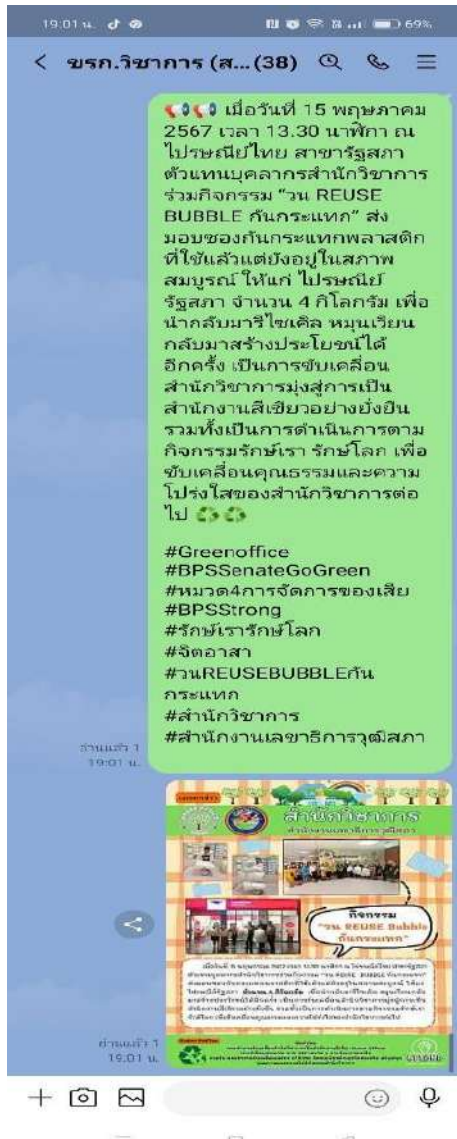 19.01 น. 69%
ขรก.วิชาการ (ส...(38)
เมื่อวันที่ 15 พฤษภาคม
2567 เวลา 13.30 นาฬิกา ณ
ไปรษณีย์ไทย สาขารัฐสภา
ตัวแทนบุคลากรสำนักวิชาการ
ร่วมกิจกรรม “วน REUSE
BUBBLE กันกระแทก” ส่ง
มอบซองกันกระแทกพลาสติก
ที่ใช้แล้วแต่ยังอยู่ในสภาพ
สมบูรณ์ ให้แก่ ไปรษณีย์
รัฐสภา จำนวน 4 กิโลกรัม เพื่อ
นำกลับมารีไซเคิล หมุนเวียน
กลับมาสร้างประโยชน์ได้
อีกครั้ง เป็นการขับเคลื่อน
สำนักวิชาการมุ่งสู่การเป็น
สำนักงานสีเขียวอย่างยั่งยืน
รวมทั้งเป็นการดำเนินการตาม
กิจกรรมรักษ์เรา รักษ์โลก เพื่อ
ขับเคลื่อนคุณธรรมและความ
โปร่งใสของสำนักวิชาการต่อ
ไป
#Greenoffice
#BPSSenateGoGreen
#หมวด4การจัดการของเสีย
#BPSStrong
#รักษ์เรารักษ์โลก
#จิตอาสา
#วนREUSEBUBBLEกัน
กระแทก
#สำนักวิชาการ
#สำนักงานเลขาธิการวุฒิสภา
อ่านแล้ว 1
19:01 น.
สำนักวิชาการ
สำนักงานเลขาธิการวุฒิสภา
กิจกรรม
"วน REUSE Bubble
กันกระแทก"
อ่านแล้ว 1
19:01 น.